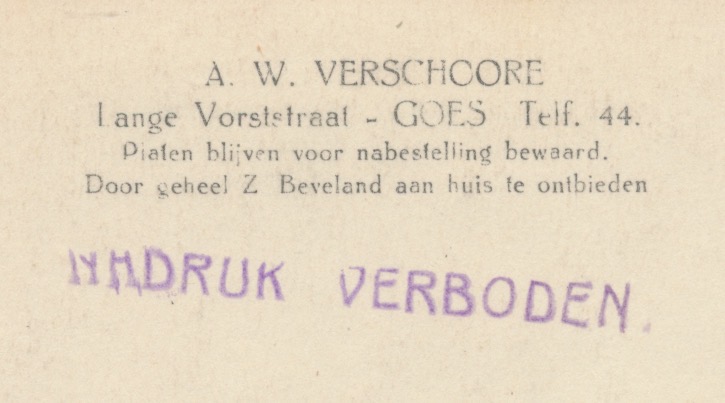 A. W. VERSCHOORE
Lange Vorststraat - GOES Telf. 44.
Platen blijven voor nabestelling bewaard.
Door geheel Z Beveland aan huis te ontbieden
NADRUK VERBODEN.